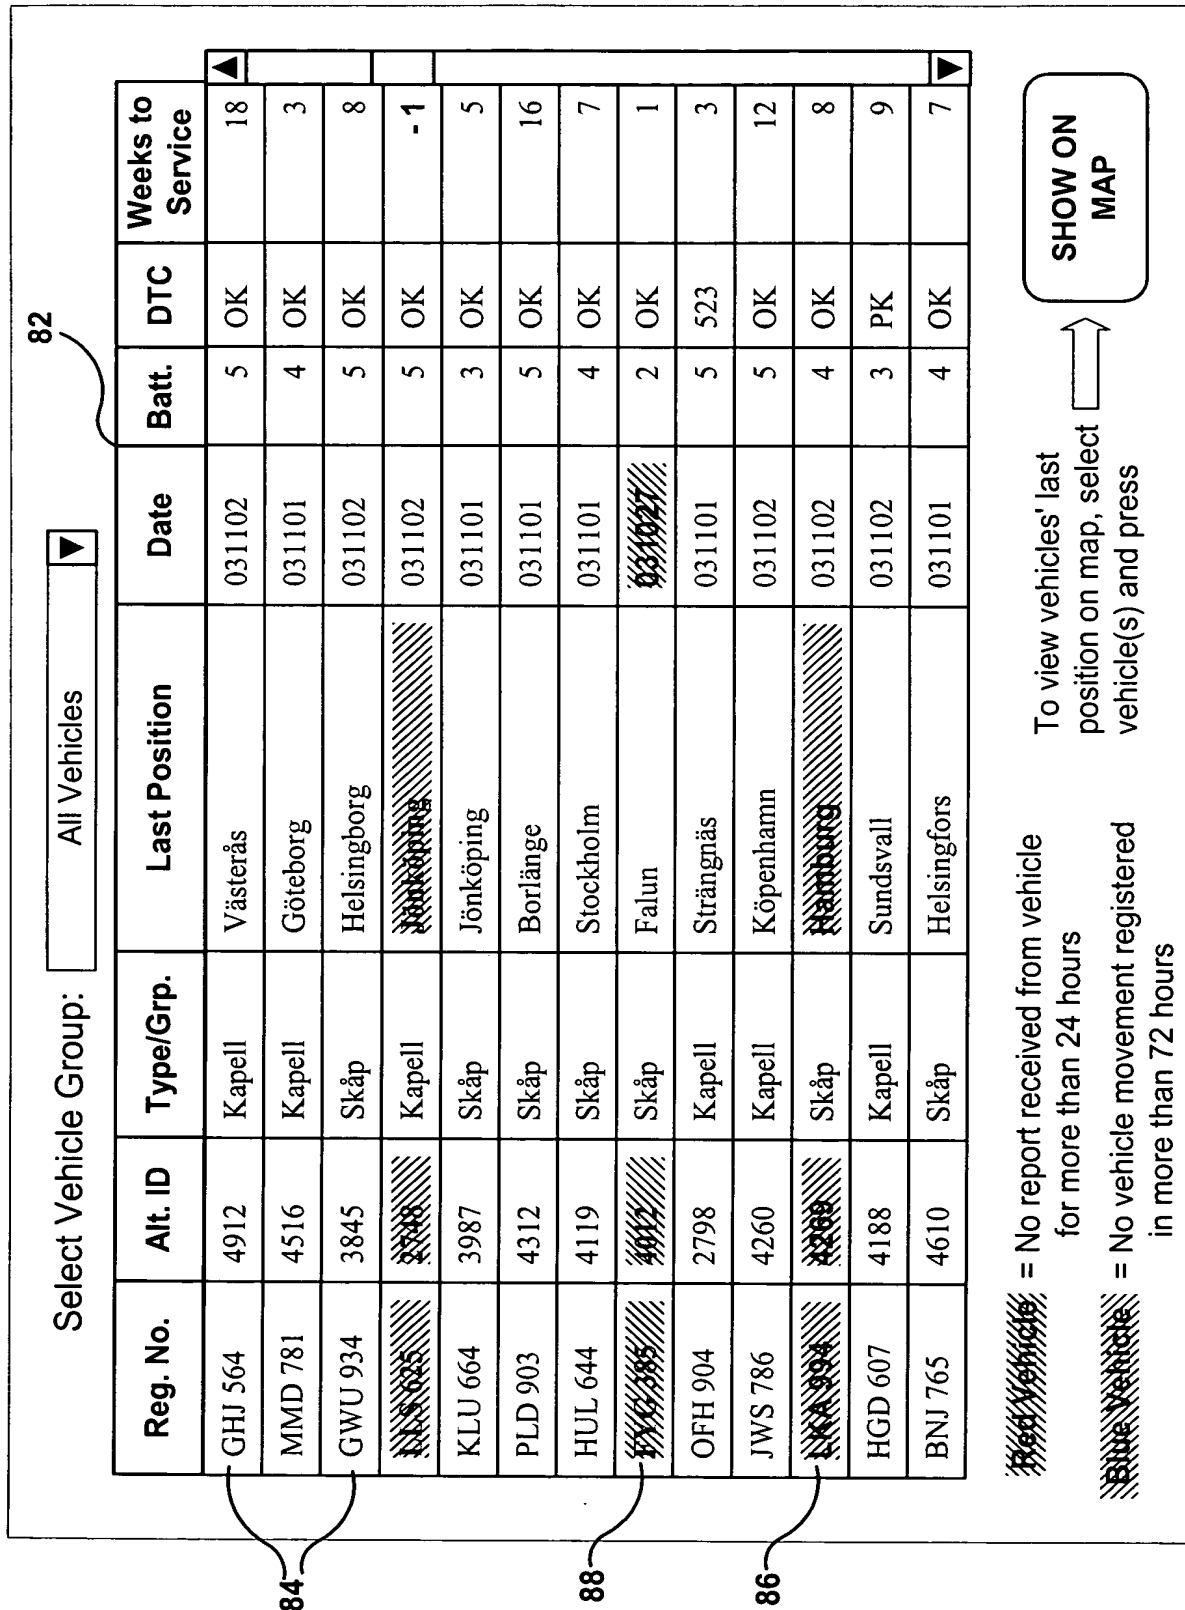 82
Select Vehicle Group: All Vehicles
Reg. No. Alt. ID Type/Grp. Last Position Date Batt. DTC Weeks to Service
GHJ 564 4912 Kapell Västerås 031102 5 OK 18
MMD 781 4516 Kapell Göteborg 031101 4 OK 3
GWU 934 3845 Skåp Helsingborg 031102 5 OK 8
LLS 625 2748 Kapell Jönköping 031102 5 OK - 1
KLU 664 3987 Skåp Jönköping 031101 3 OK 5
PLD 903 4312 Skåp Borlänge 031101 5 OK 16
HUL 644 4119 Skåp Stockholm 031101 4 OK 7
FYG 385 4012 Skåp Falun 031027 2 OK 1
OFH 904 2798 Kapell Strängnäs 031101 5 523 3
JWS 786 4260 Kapell Köpenhamn 031102 5 OK 12
LKA 994 4269 Skåp Hamburg 031102 4 OK 8
HGD 607 4188 Kapell Sundsvall 031102 3 PK 9
BNJ 765 4610 Skåp Helsingfors 031101 4 OK 7
84
88
86
Red Vehicle = No report received from vehicle
for more than 24 hours
Blue Vehicle = No vehicle movement registered
in more than 72 hours
To view vehicles' last
position on map, select
vehicle(s) and press
SHOW ON
MAP